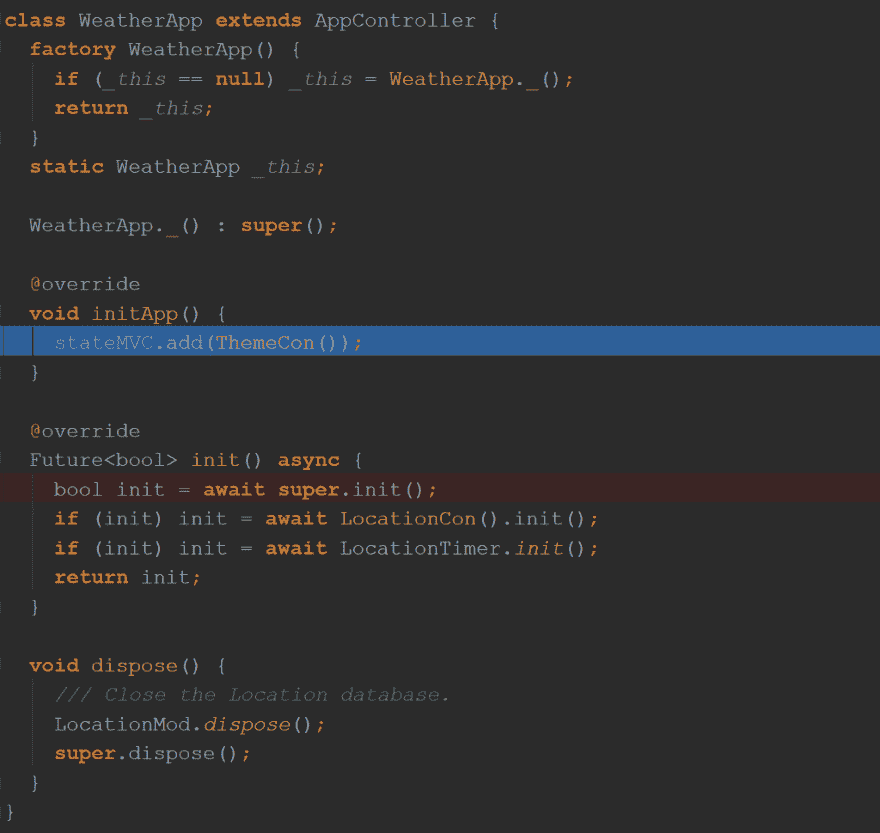 class WeatherApp extends AppController {
  factory WeatherApp() {
    if (_this == null) _this = WeatherApp._();
    return _this;
  }
  static WeatherApp _this;

  WeatherApp._() : super();

  @override
  void initApp() {
    stateMVC.add(ThemeCon());
  }

  @override
  Future<bool> init() async {
    bool init = await super.init();
    if (init) init = await LocationCon().init();
    if (init) init = await LocationTimer.init();
    return init;
  }

  void dispose() {
    /// Close the Location database.
    LocationMod.dispose();
    super.dispose();
  }
}